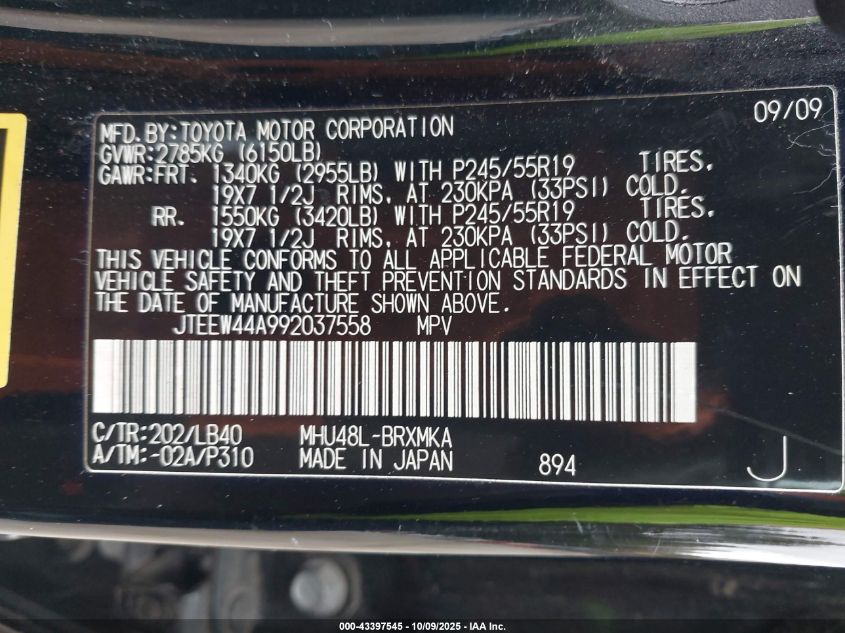 09/09
MFD. BY:TOYOTA MOTOR CORPORATION
GVWR:2785KG (6150LB)
GAWR:FRT. 1340KG (2955LB) WITH P245/55R19 TIRES,
19X7 1/2J RIMS, AT 230KPA (33PSI) COLD.
RR. 1550KG (3420LB) WITH P245/55R19 TIRES,
19X7 1/2J RIMS, AT 230KPA (33PSI) COLD.
THIS VEHICLE CONFORMS TO ALL APPLICABLE FEDERAL MOTOR
VEHICLE SAFETY AND THEFT PREVENTION STANDARDS IN EFFECT ON
THE DATE OF MANUFACTURE SHOWN ABOVE.
JTEEW44A992037558 MPV
C/TR:202/LB40 MHU48L-BRXMKA
A/TM:-02A/P310 MADE IN JAPAN 894 J
000-43397545 - 10/09/2025 - IAA Inc.